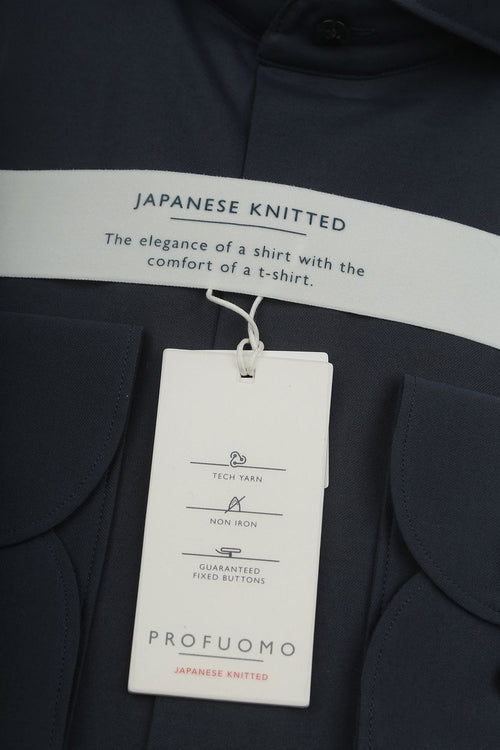 JAPANESE KNITTED
The elegance of a shirt with the
comfort of a t-shirt.
TECH YARN
NON IRON
GUARANTEED
FIXED BUTTONS
PROFUOMO
JAPANESE KNITTED